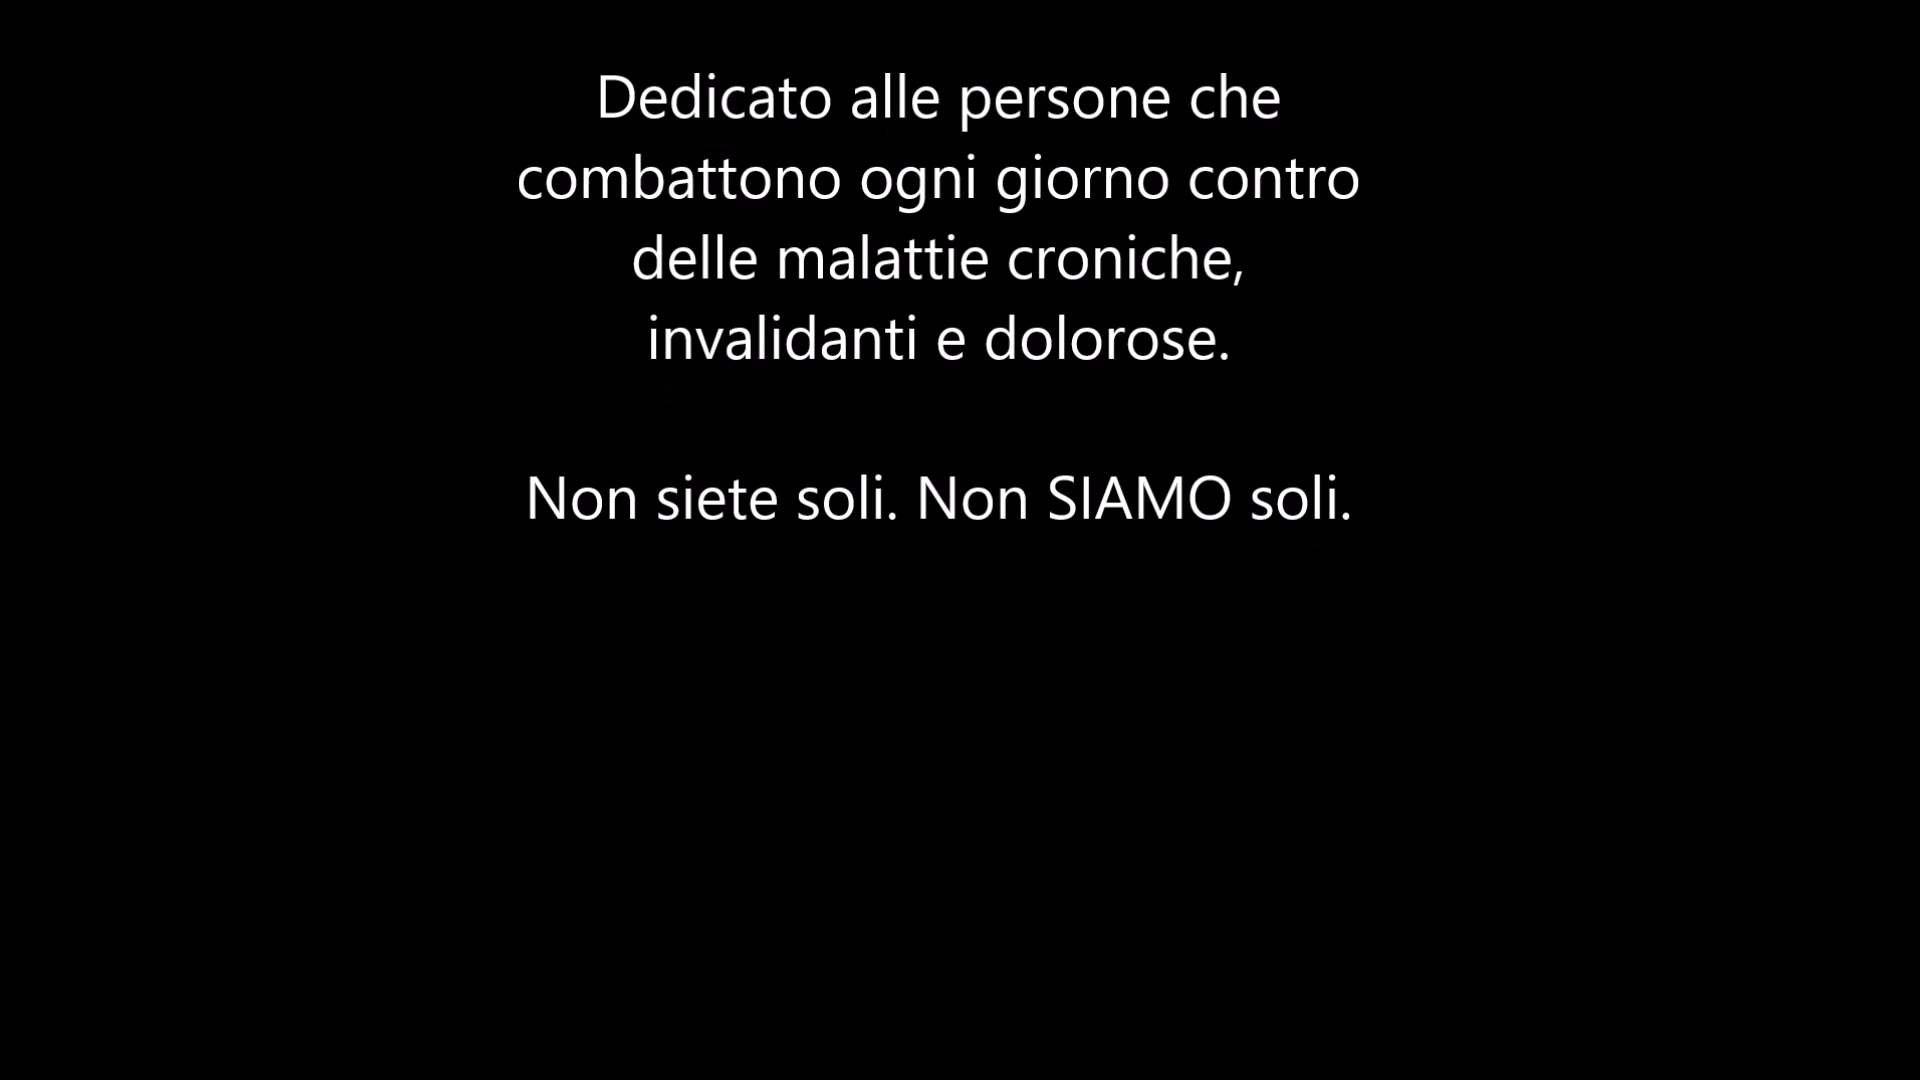 Dedicato alle persone che
combattono ogni giorno contro
delle malattie croniche,
invalidanti e dolorose.
Non siete soli. Non SIAMO soli.